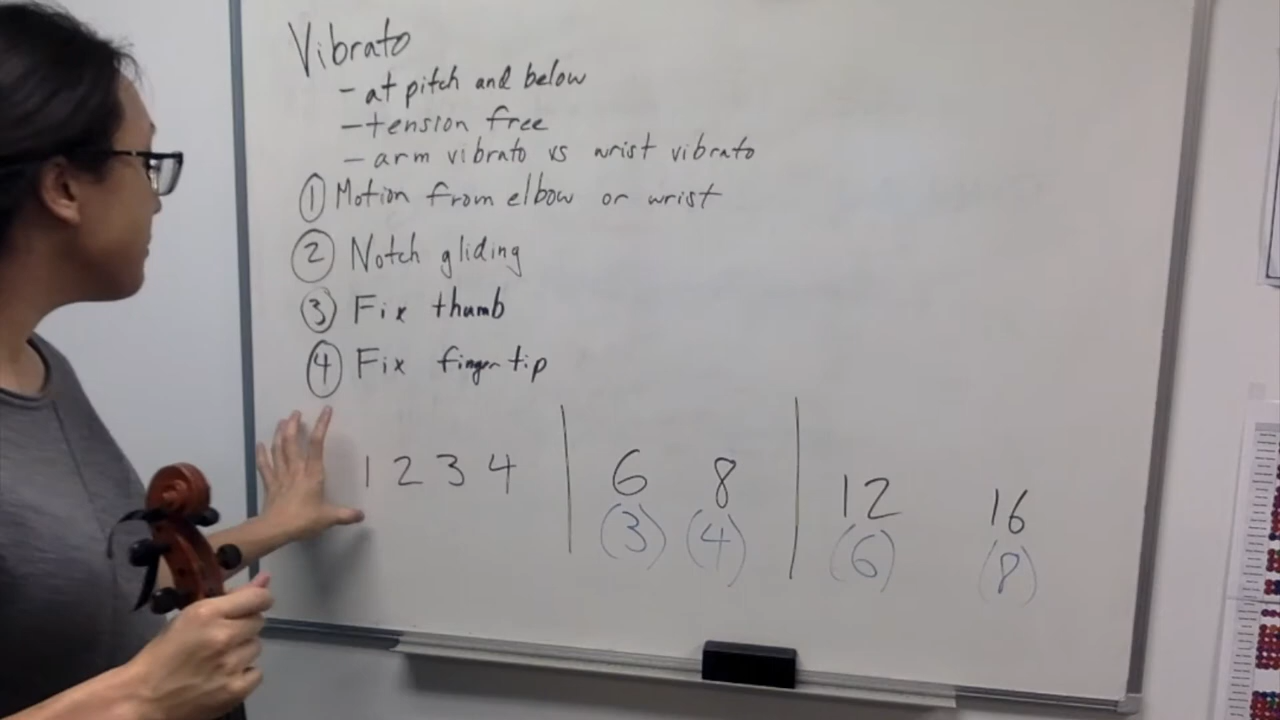 Vibrato
- at pitch and below
- tension free
- arm vibrato vs wrist vibrato
① Motion from elbow or wrist
② Notch gliding
③ Fix thumb
④ Fix finger tip
1 2 3 4 | 6 8 | 12 16
(3) (4) (6) (8)